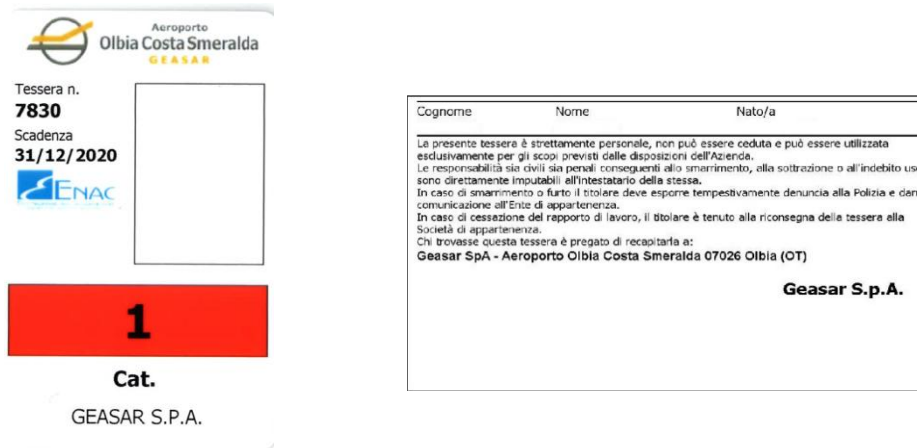 Aeroporto
Olbia Costa Smeralda
GEASAR
Tessera n.
7830
Scadenza
31/12/2020
ENAC
1
Cat.
GEASAR S.P.A.
Cognome Nome Nato/a
La presente tessera è strettamente personale, non può essere ceduta e può essere utilizzata
esclusivamente per gli scopi previsti dalle disposizioni dell'Azienda.
Le responsabilità sia civili sia penali conseguenti allo smarrimento, alla sottrazione o all'indebito us
sono direttamente imputabili all'intestatario della stessa.
In caso di smarrimento o furto il titolare deve esporre tempestivamente denuncia alla Polizia e dar
comunicazione all'Ente di appartenenza.
In caso di cessazione del rapporto di lavoro, il titolare è tenuto alla riconsegna della tessera alla
Società di appartenenza.
Chi trovasse questa tessera è pregato di recapitarla a:
Geasar SpA - Aeroporto Olbia Costa Smeralda 07026 Olbia (OT)
Geasar S.p.A.